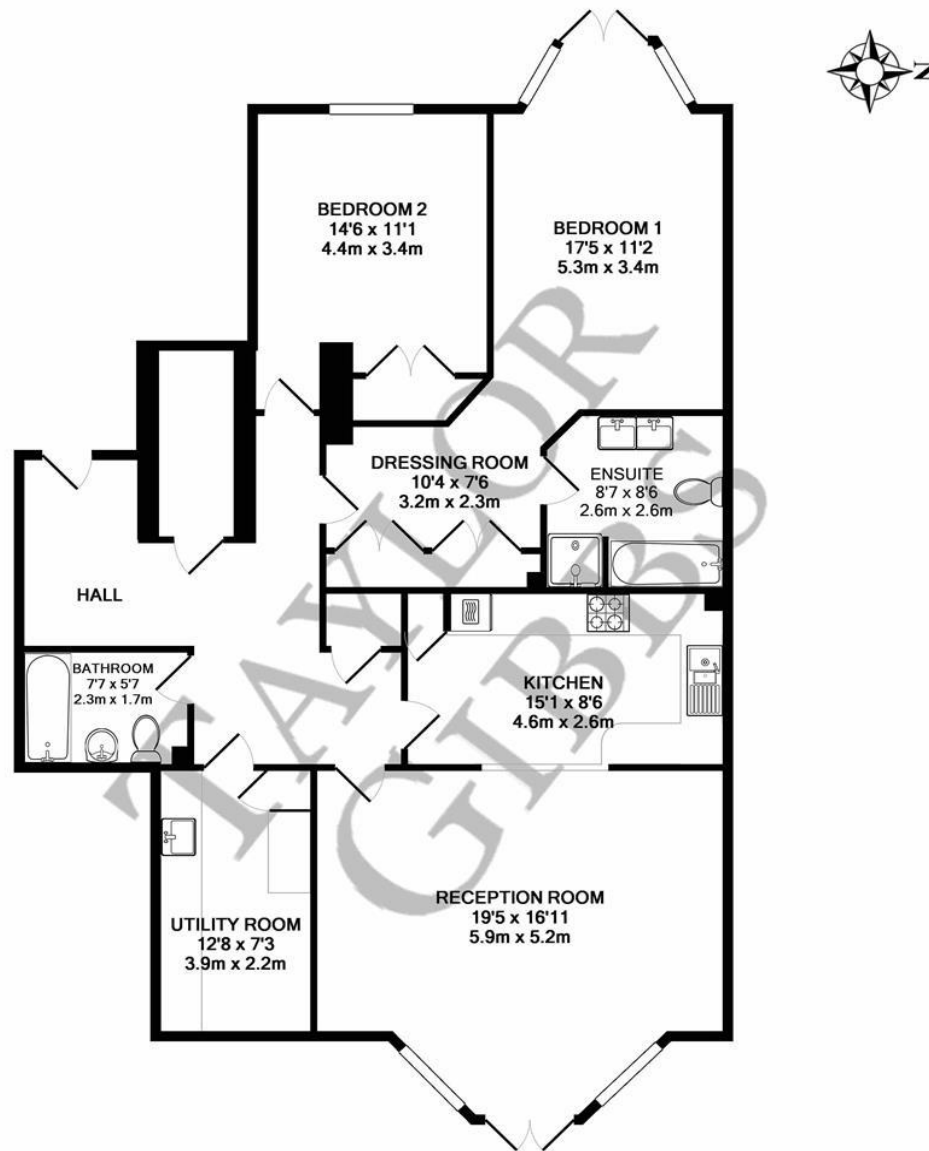 N
BEDROOM 2
14'6 x 11'1
4.4m x 3.4m
BEDROOM 1
17'5 x 11'2
5.3m x 3.4m
DRESSING ROOM
10'4 x 7'6
3.2m x 2.3m
ENSUITE
8'7 x 8'6
2.6m x 2.6m
HALL
BATHROOM
7'7 x 5'7
2.3m x 1.7m
KITCHEN
15'1 x 8'6
4.6m x 2.6m
RECEPTION ROOM
19'5 x 16'11
5.9m x 5.2m
UTILITY ROOM
12'8 x 7'3
3.9m x 2.2m
TAYLOR
GIBBS